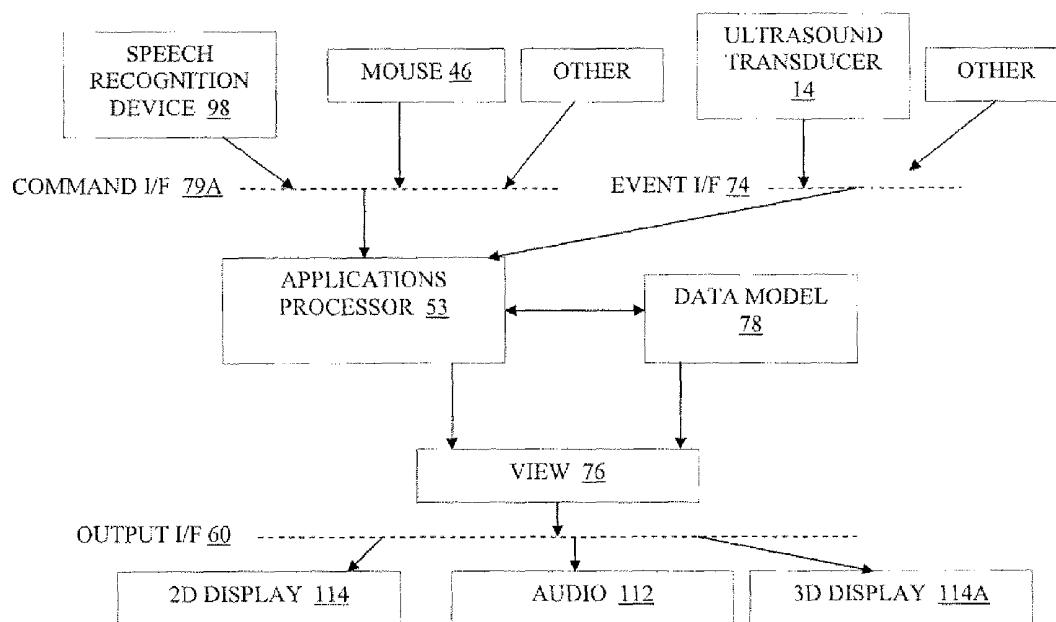 SPEECH
RECOGNITION
DEVICE 98
MOUSE 46
OTHER
ULTRASOUND
TRANSDUCER
14
OTHER
COMMAND I/F 79A
EVENT I/F 74
APPLICATIONS
PROCESSOR 53
DATA MODEL
78
VIEW 76
OUTPUT I/F 60
2D DISPLAY 114
AUDIO 112
3D DISPLAY 114A